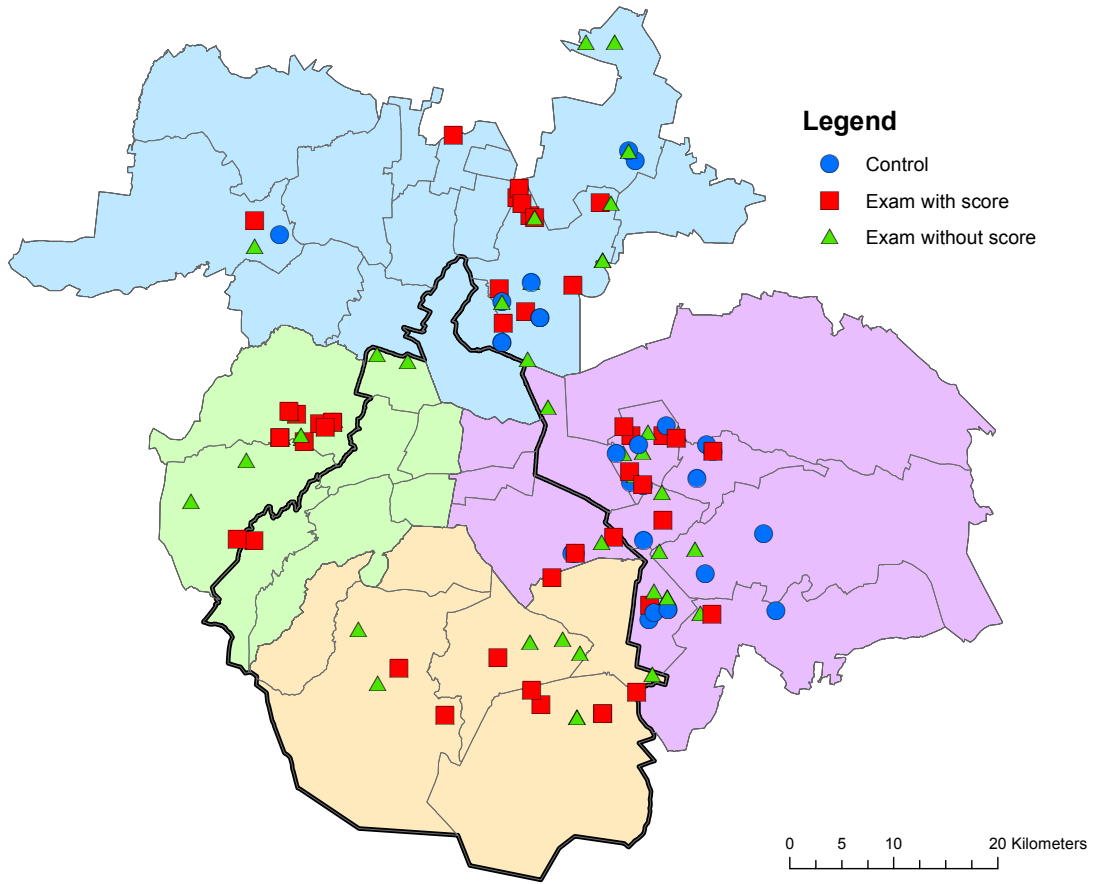 Legend
Control
Exam with score
Exam without score
0 5 10 20 Kilometers